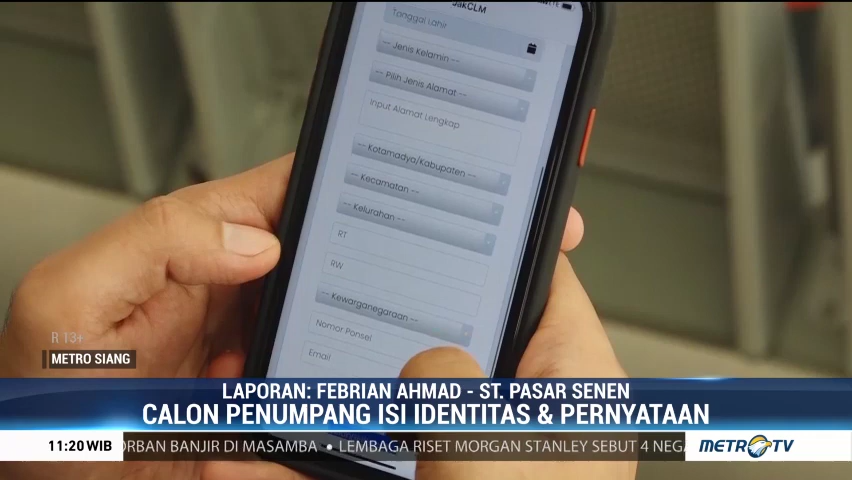 JakCLM
Tanggal Lahir
-- Jenis Kelamin --
-- Pilih Jenis Alamat --
Input Alamat Lengkap
-- Kotamadya/Kabupaten --
-- Kecamatan --
-- Kelurahan --
RT
RW
-- Kewarganegaraan --
Nomor Ponsel
Email
R 13+
METRO SIANG
LAPORAN: FEBRIAN AHMAD - ST. PASAR SENEN
CALON PENUMPANG ISI IDENTITAS & PERNYATAAN
11:20 WIB ORBAN BANJIR DI MASAMBA • LEMBAGA RISET MORGAN STANLEY SEBUT 4 NEGA METRO TV